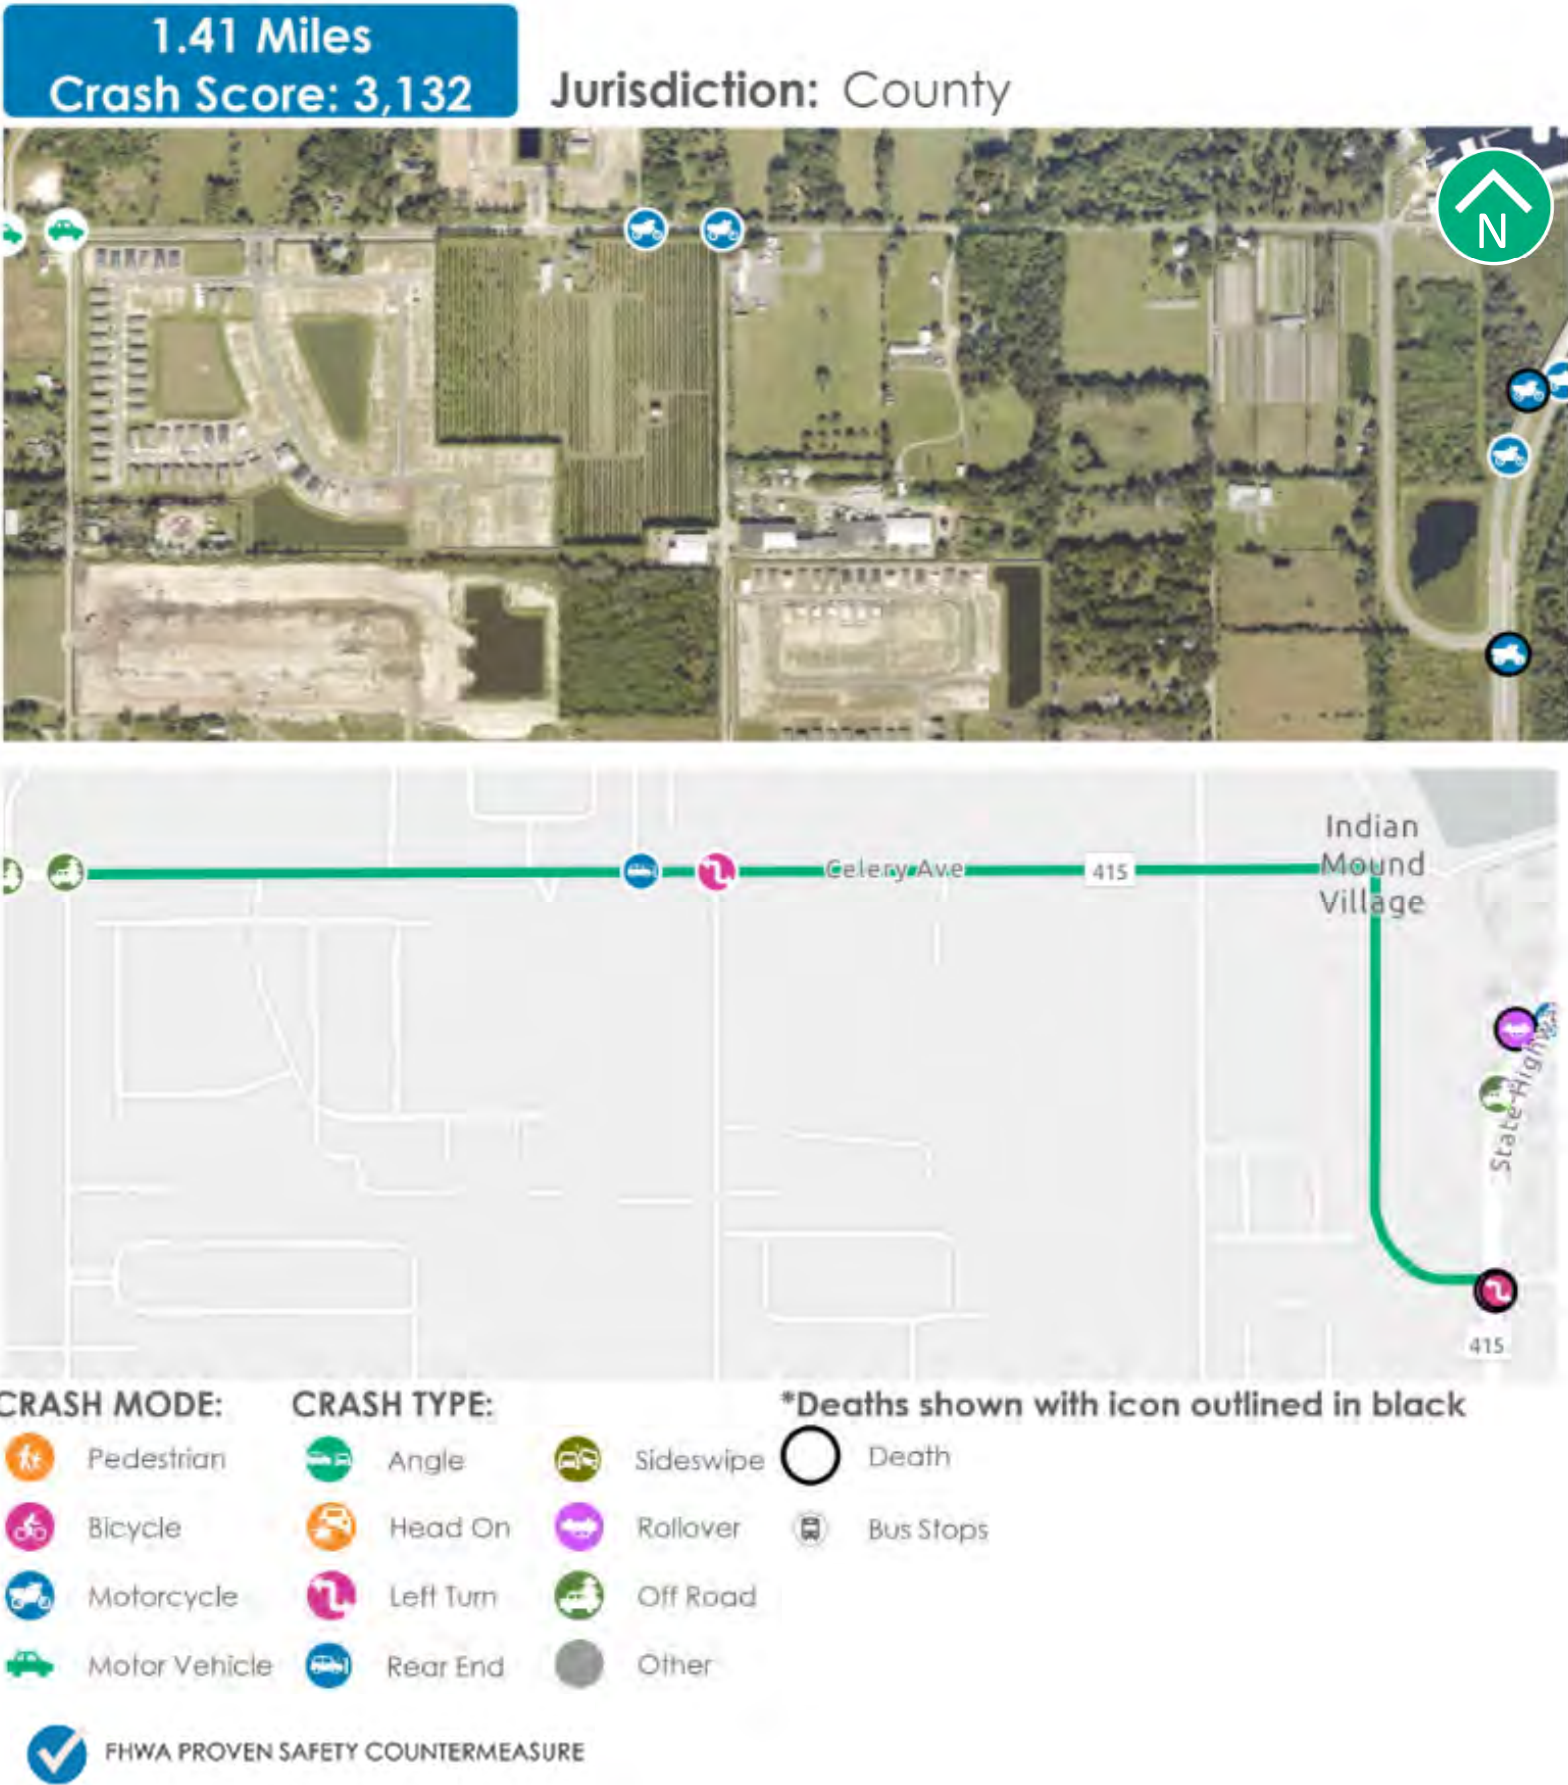 1.41 Miles
Crash Score: 3,132
Jurisdiction: County
N
Indian
Mound
Village
Celery Ave
415
State Highway
415
CRASH MODE:
Pedestrian
Bicycle
Motorcycle
Motor Vehicle
CRASH TYPE:
Angle
Head On
Left Turn
Rear End
Sideswipe
Rollover
Off Road
Other
*Deaths shown with icon outlined in black
Death
Bus Stops
FHWA PROVEN SAFETY COUNTERMEASURE